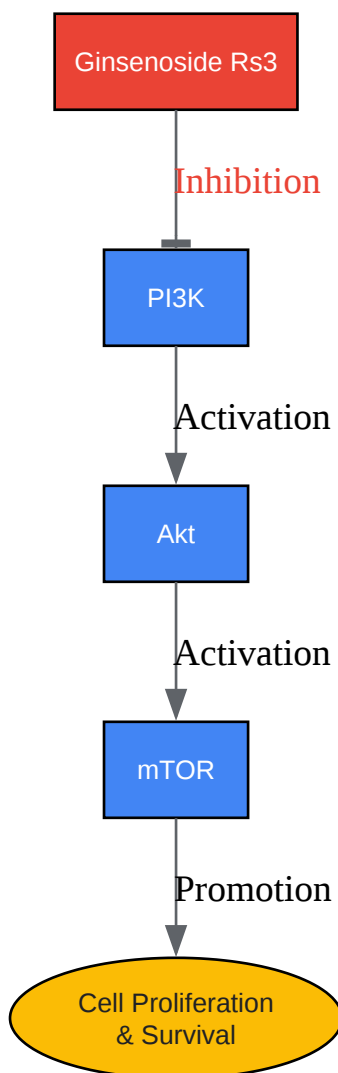 Ginsenoside Rs3
Inhibition
PI3K
Activation
Akt
Activation
mTOR
Promotion
Cell Proliferation
& Survival